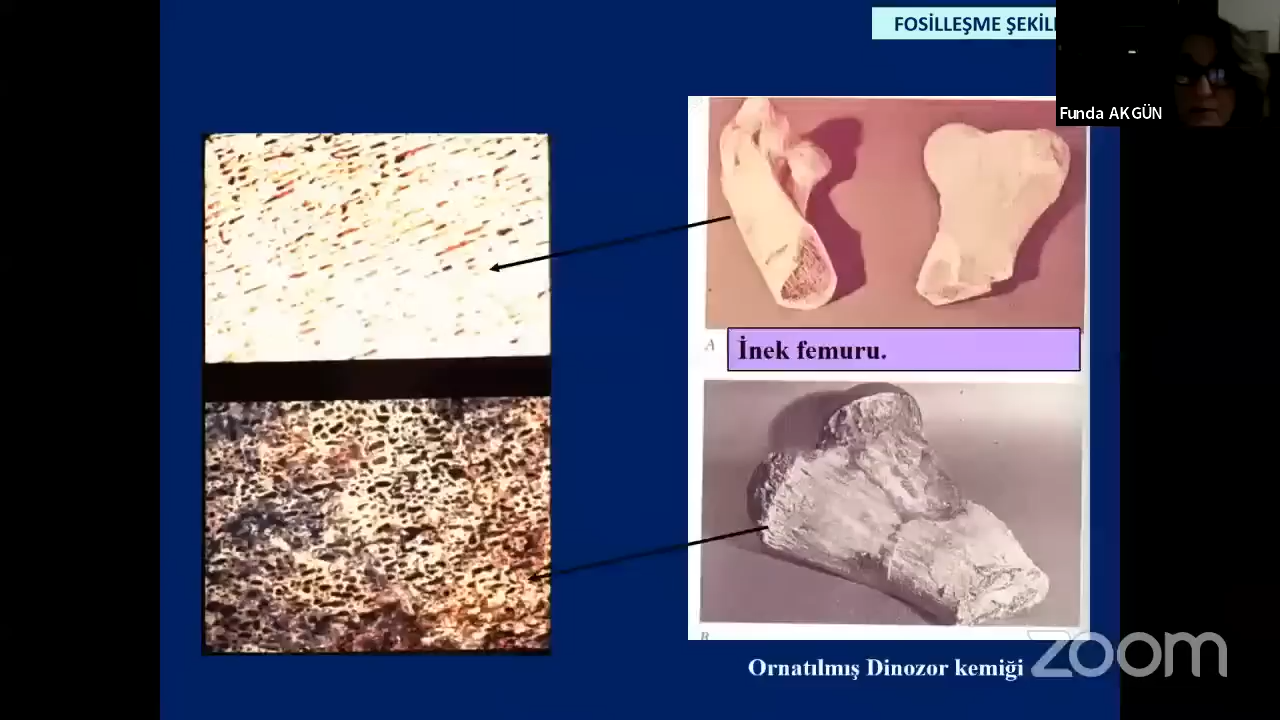 FOSİLLEŞME ŞEKİL
Funda AKGÜN
A
İnek femuru.
B
Ornatılmış Dinozor kemiği
zoom